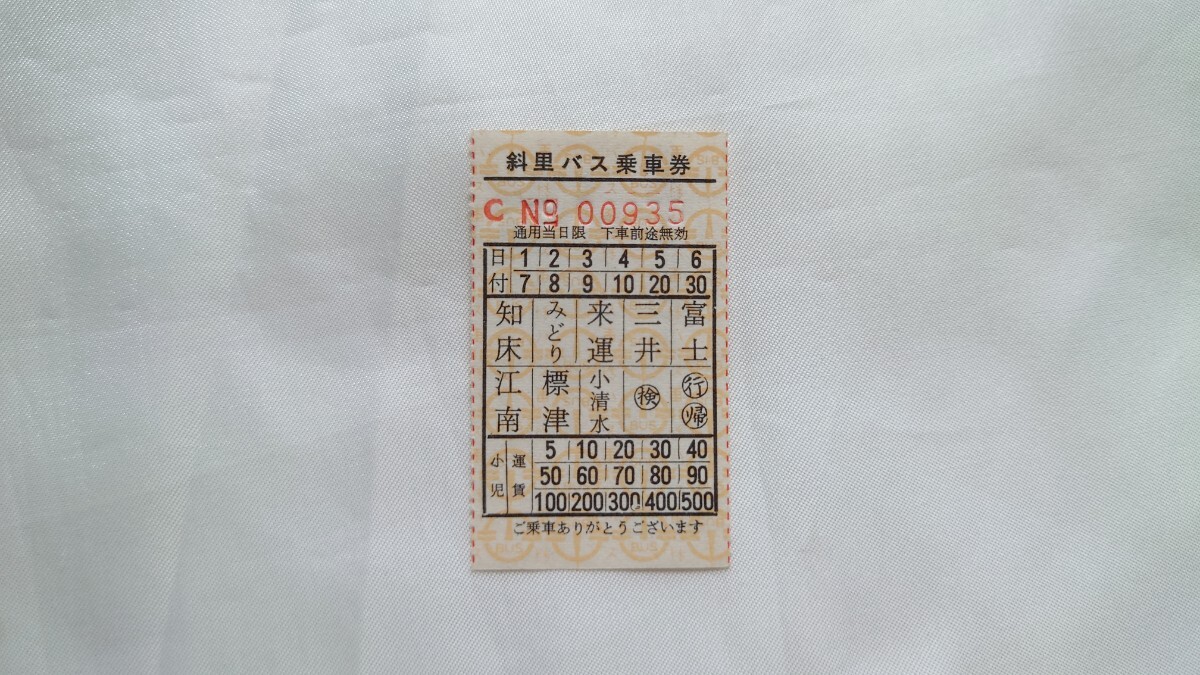 斜里バス乗車券
C No 00935
通用当日限 下車前途無効
日付 1 2 3 4 5 6
7 8 9 10 20 30
知床 みどり 来運 三井 富士
江南 標津 小清水 検 行 帰
小児 運賃 5 10 20 30 40
50 60 70 80 90
100 200 300 400 500
ご乗車ありがとうございます